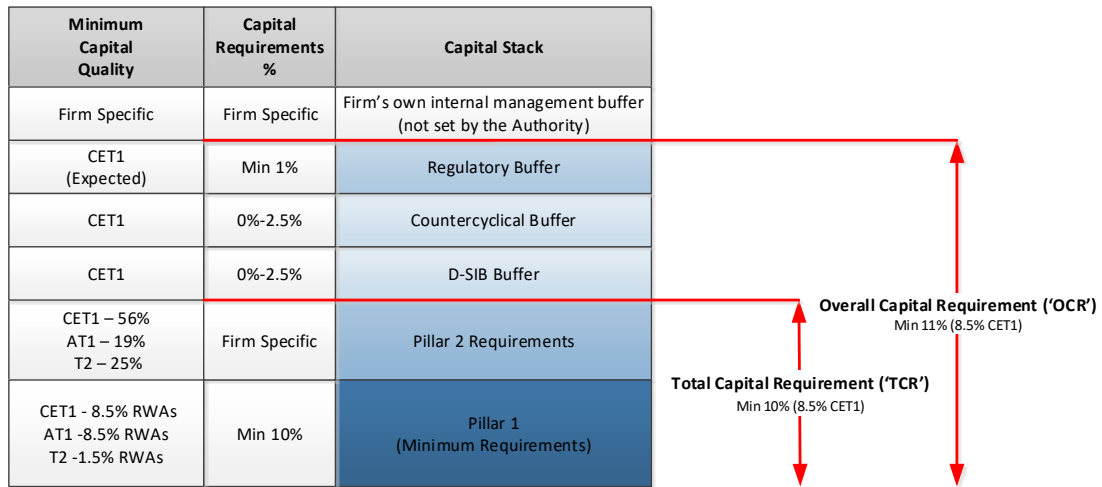 Minimum
Capital
Quality
Capital
Requirements
%
Capital Stack
Firm Specific
Firm Specific
Firm's own internal management buffer
(not set by the Authority)
CET1
(Expected)
Min 1%
Regulatory Buffer
CET1
0%-2.5%
Countercyclical Buffer
CET1
0%-2.5%
D-SIB Buffer
CET1 – 56%
AT1 – 19%
T2 – 25%
Firm Specific
Pillar 2 Requirements
CET1 - 8.5% RWAs
AT1 -8.5% RWAs
T2 -1.5% RWAs
Min 10%
Pillar 1
(Minimum Requirements)
Total Capital Requirement ('TCR')
Min 10% (8.5% CET1)
Overall Capital Requirement ('OCR')
Min 11% (8.5% CET1)